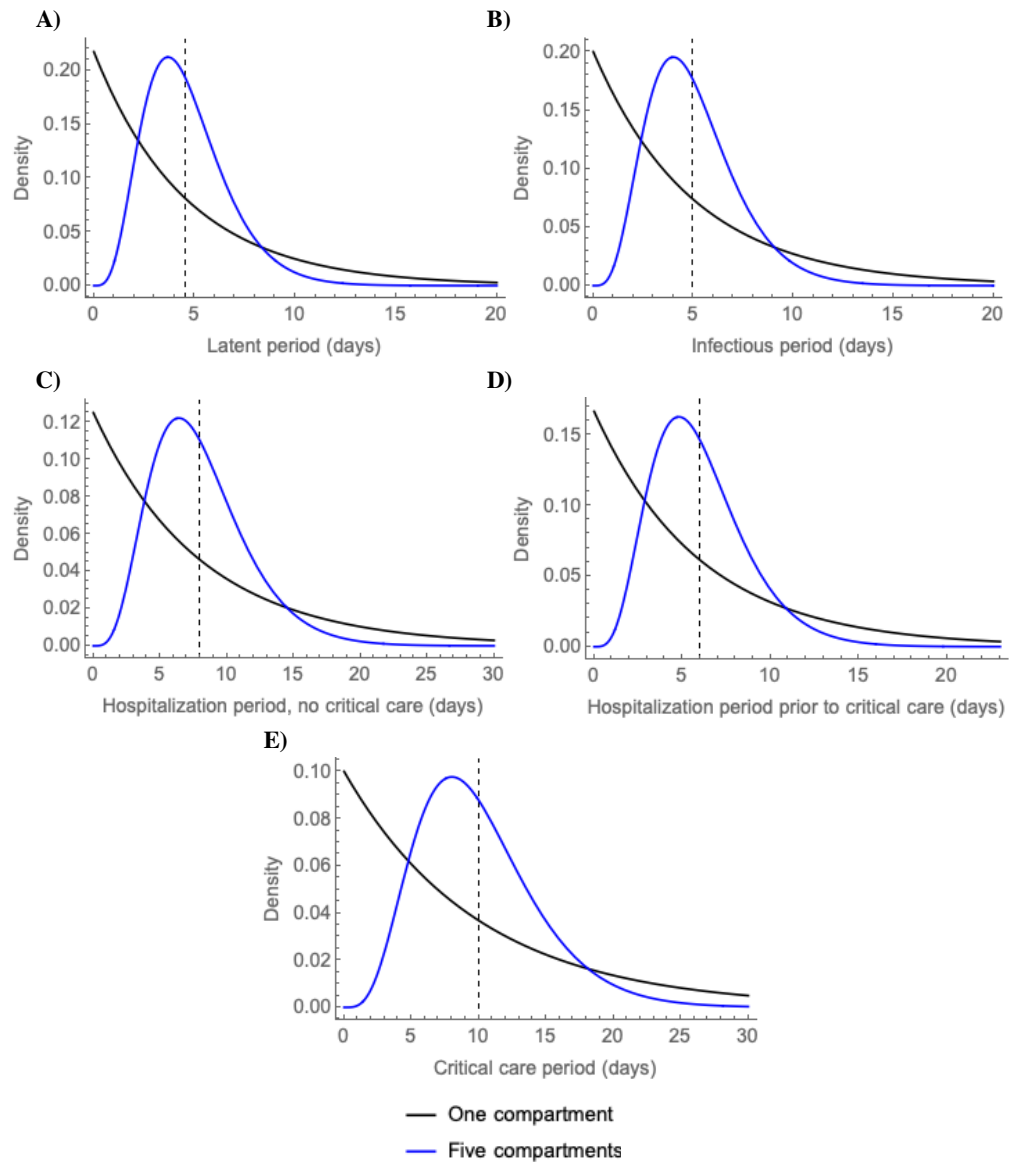 A)
0.20
0.15
0.10
0.05
0.00
Density
0 5 10 15 20
Latent period (days)
B)
0.20
0.15
0.10
0.05
0.00
Density
0 5 10 15 20
Infectious period (days)
C)
0.12
0.10
0.08
0.06
0.04
0.02
0.00
Density
0 5 10 15 20 25 30
Hospitalization period, no critical care (days)
D)
0.15
0.10
0.05
0.00
Density
0 5 10 15 20
Hospitalization period prior to critical care (days)
E)
0.10
0.08
0.06
0.04
0.02
0.00
Density
0 5 10 15 20 25 30
Critical care period (days)
One compartment
Five compartments